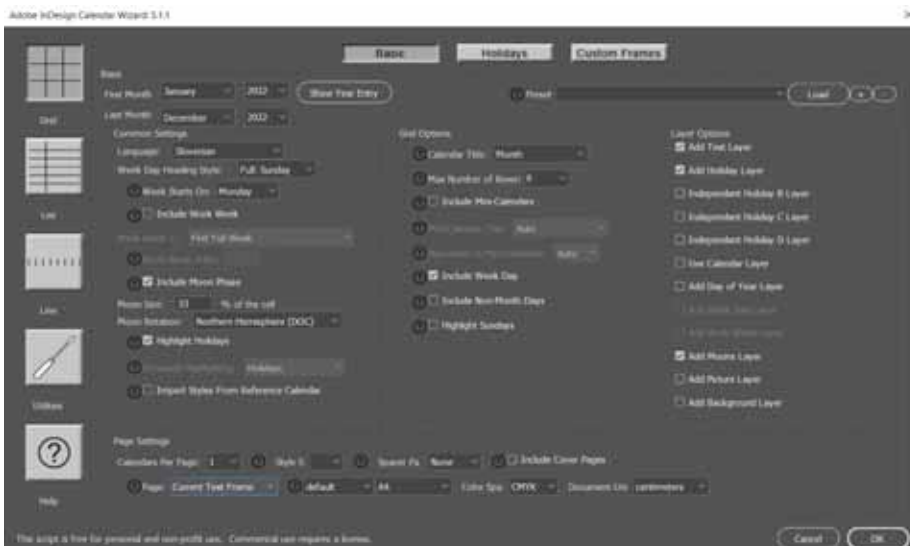 Adobe InDesign Calendar Wizard 3.1.1
Basic Holidays Custom Frames
Basic
First Month: January 2022 Show Year Entry
Preset Load + -
Last Month: December 2022
Grid
List
Line
Utilities
Help
Common Settings
Language: Slovenian
Week Day Heading Style: Full: Sunday
Week Starts On: Monday
Include Work Week
First Full Week
Include Moon Phase
Moon Size: 33 % of the cell
Moon Rotation: Northern Hemisphere (DOC)
Highlight Holidays
Holidays
Import Styles From Reference Calendar
Grid Options
Calendar Title: Month
Max Number of Rows: 6
Include Mini-Calendars
Auto
Auto
Include Week Day
Include Non-Month Days
Highlight Sundays
Layer Options
Add Text Layer
Add Holiday Layer
Independent Holiday B Layer
Independent Holiday C Layer
Independent Holiday D Layer
Use Calendar Layer
Add Day of Year Layer
Add Moons Layer
Add Picture Layer
Add Background Layer
Page Settings
Calendars Per Page: 1 Style S None Include Cover Pages
Page: Current Text Frame default A4 Color Spa CMYK Document Uni centimeters
The script is free for personal and non-profit use. Commercial use requires a license.
Cancel OK